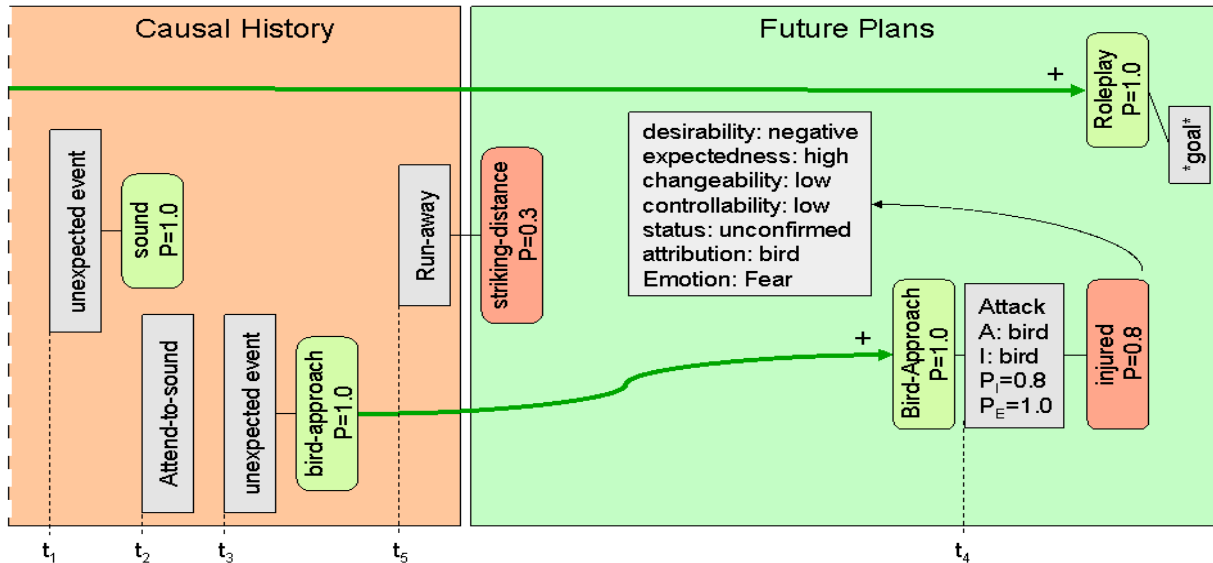 Causal History
Future Plans
+
Roleplay
P=1.0
*goal*
unexpected event
sound
P=1.0
Run-away
striking-distance
P=0.3
desirability: negative
expectedness: high
changeability: low
controllability: low
status: unconfirmed
attribution: bird
Emotion: Fear
Attend-to-sound
unexpected event
bird-approach
P=1.0
+
Bird-Approach
P=1.0
Attack
A: bird
I: bird
P_I=0.8
P_E=1.0
injured
P=0.8
t₁
t₂
t₃
t₅
t₄